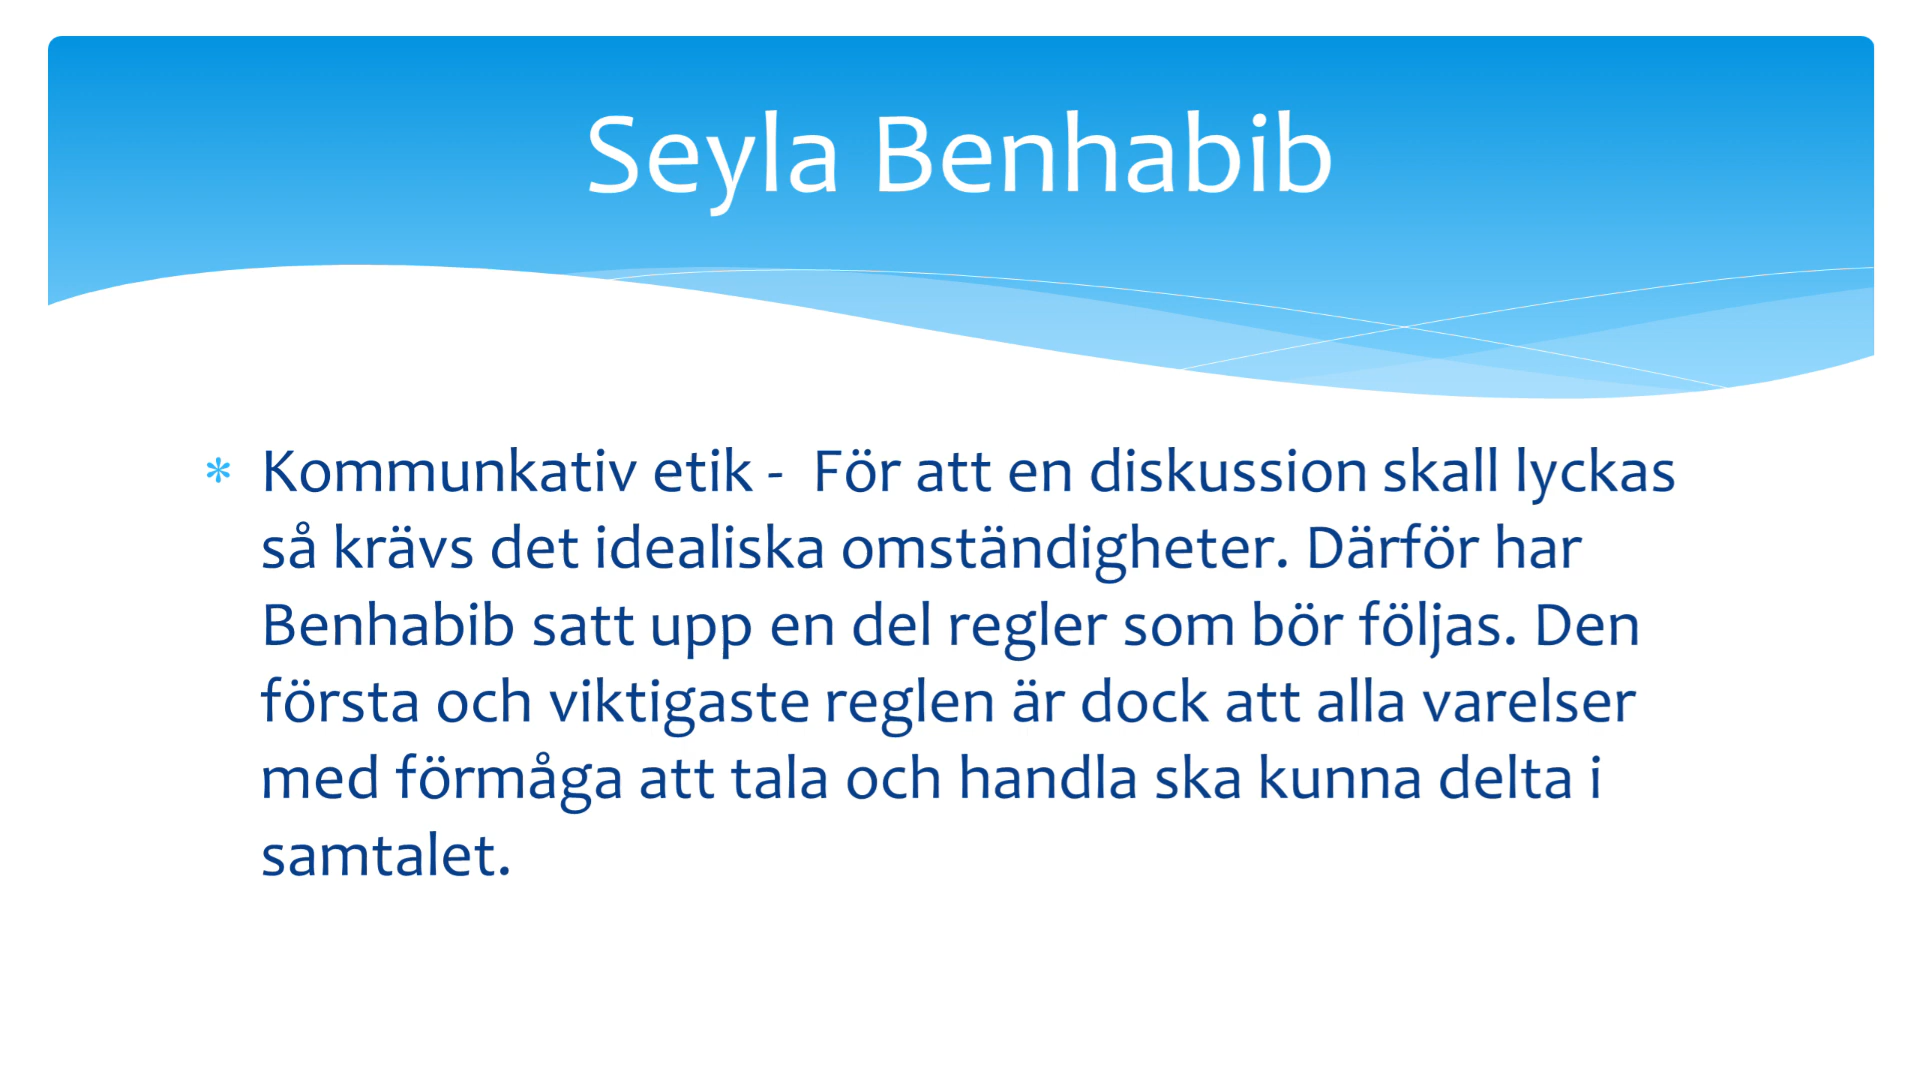 Seyla Benhabib
* Kommunkativ etik -  För att en diskussion skall lyckas
så krävs det idealiska omständigheter. Därför har
Benhabib satt upp en del regler som bör följas. Den
första och viktigaste reglen är dock att alla varelser
med förmåga att tala och handla ska kunna delta i
samtalet.